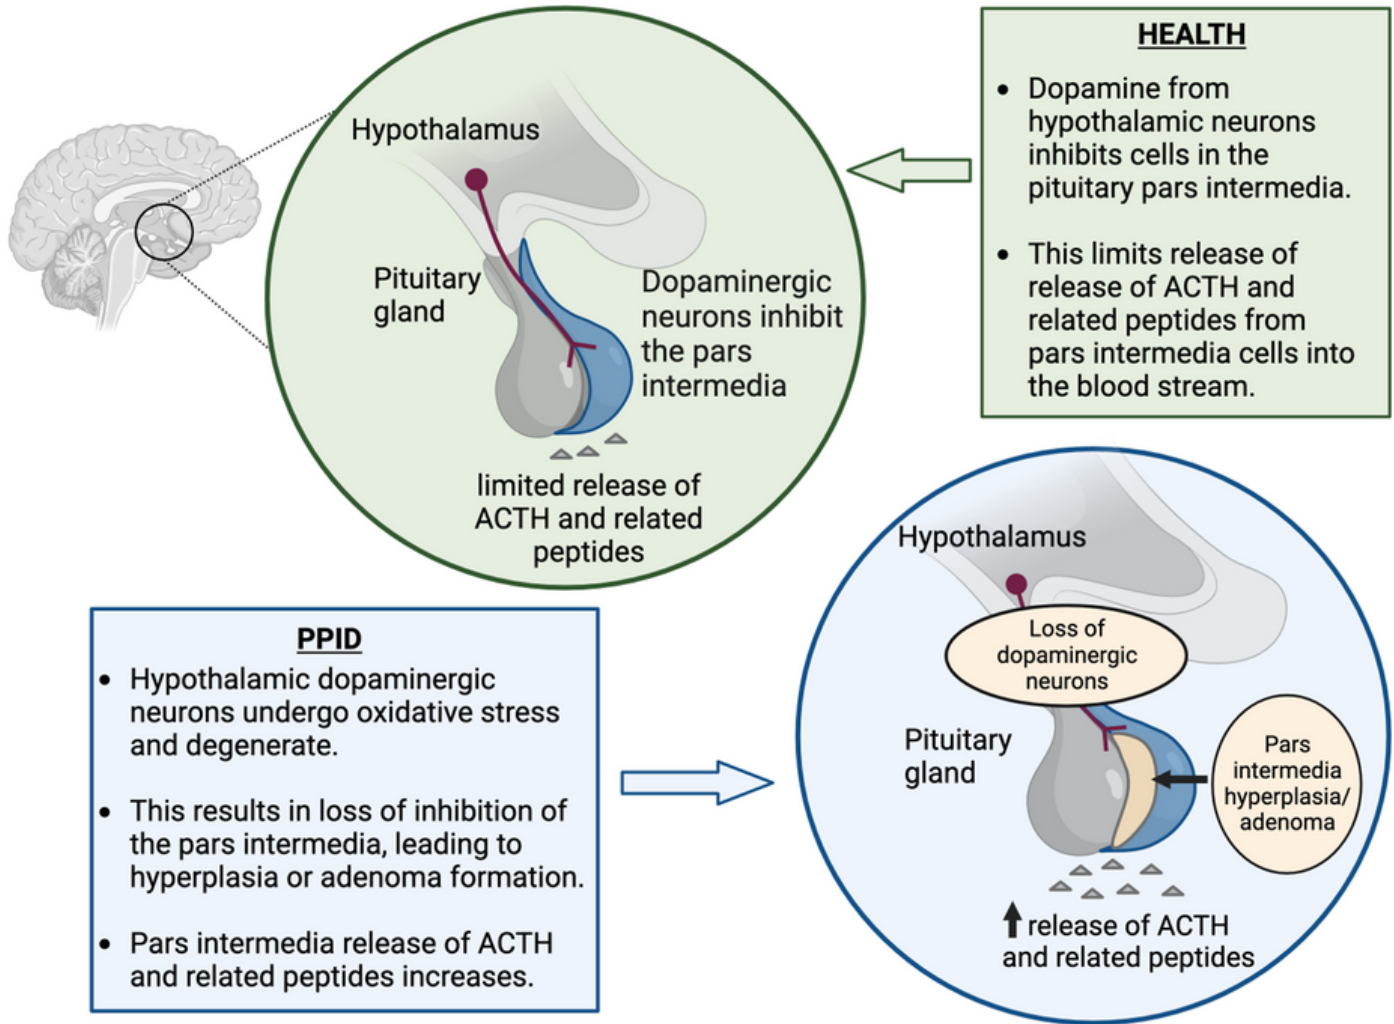 HEALTH
• Dopamine from
hypothalamic neurons
inhibits cells in the
pituitary pars intermedia.
• This limits release of
release of ACTH and
related peptides from
pars intermedia cells into
the blood stream.
Hypothalamus
Pituitary
gland
Dopaminergic
neurons inhibit
the pars
intermedia
limited release of
ACTH and related
peptides
PPID
• Hypothalamic dopaminergic
neurons undergo oxidative stress
and degenerate.
• This results in loss of inhibition of
the pars intermedia, leading to
hyperplasia or adenoma formation.
• Pars intermedia release of ACTH
and related peptides increases.
Hypothalamus
Loss of
dopaminergic
neurons
Pituitary
gland
Pars
intermedia
hyperplasia/
adenoma
release of ACTH
and related peptides